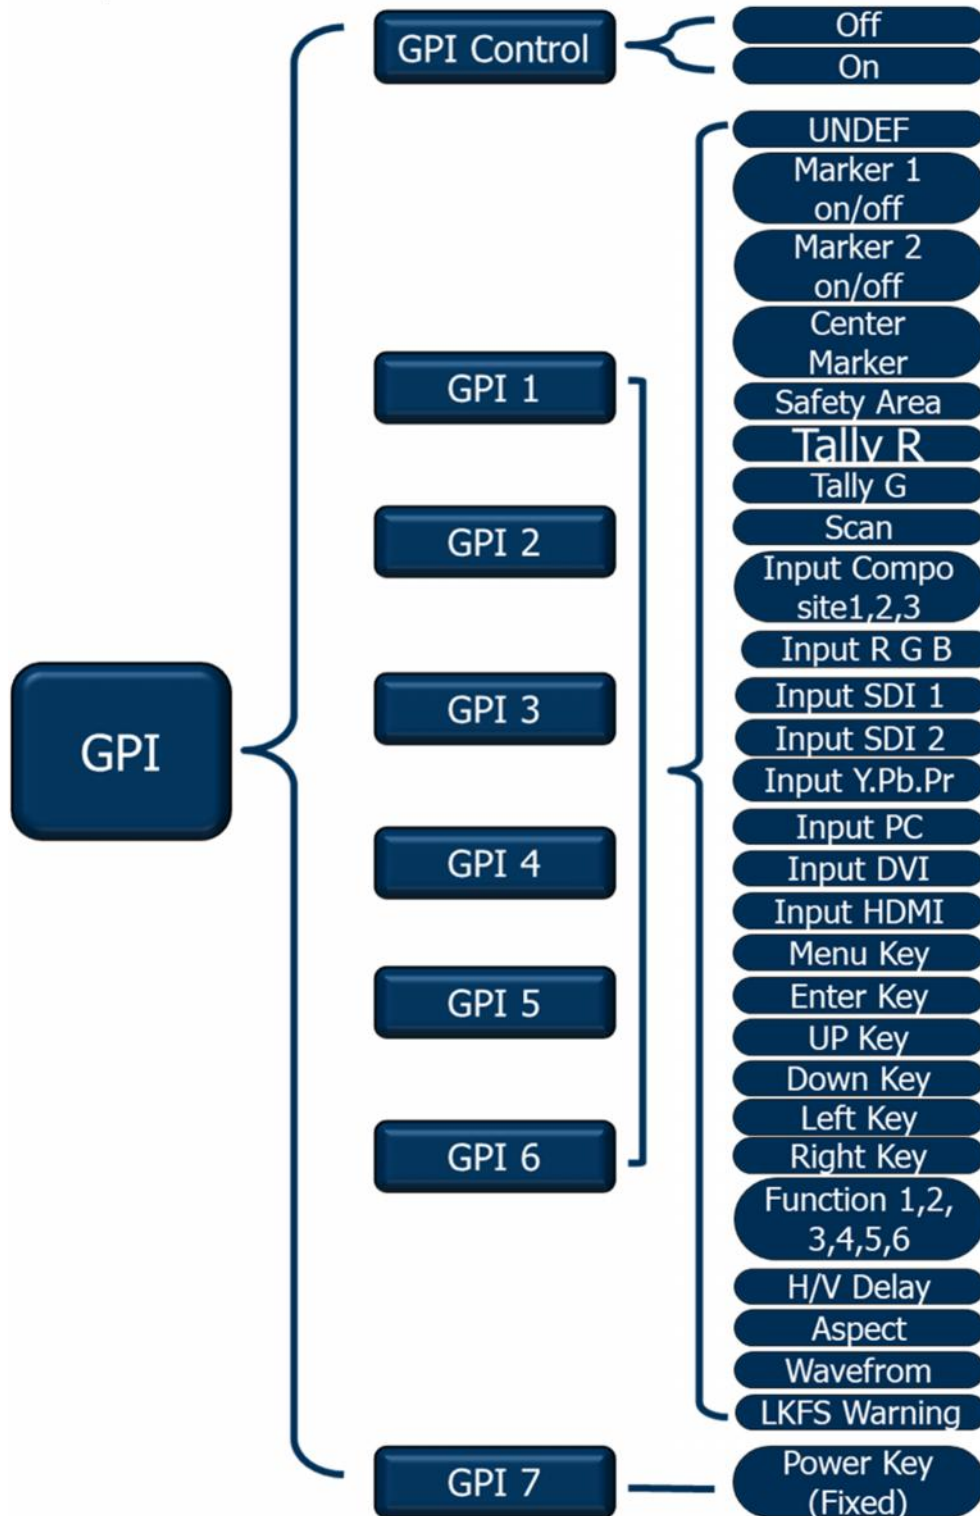 GPI
GPI Control
Off
On
GPI 1
GPI 2
GPI 3
GPI 4
GPI 5
GPI 6
UNDEF
Marker 1
on/off
Marker 2
on/off
Center
Marker
Safety Area
Tally R
Tally G
Scan
Input Compo
site1,2,3
Input R G B
Input SDI 1
Input SDI 2
Input Y.Pb.Pr
Input PC
Input DVI
Input HDMI
Menu Key
Enter Key
UP Key
Down Key
Left Key
Right Key
Function 1,2,
3,4,5,6
H/V Delay
Aspect
Wavefrom
LKFS Warning
GPI 7
Power Key
(Fixed)